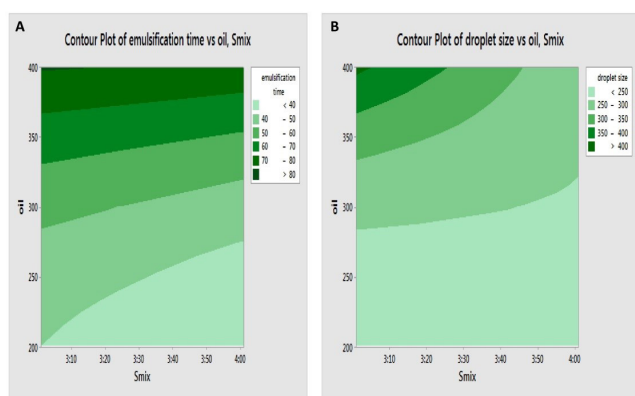 A
Contour Plot of emulsification time vs oil, Smix
400
350
300
250
200
oil
3:10 3:20 3:30 3:40 3:50 4:00
Smix
emulsification
time
< 40
40 – 50
50 – 60
60 – 70
70 – 80
> 80
B
Contour Plot of droplet size vs oil, Smix
400
350
300
250
200
oil
3:10 3:20 3:30 3:40 3:50 4:00
Smix
droplet size
< 250
250 – 300
300 – 350
350 – 400
> 400